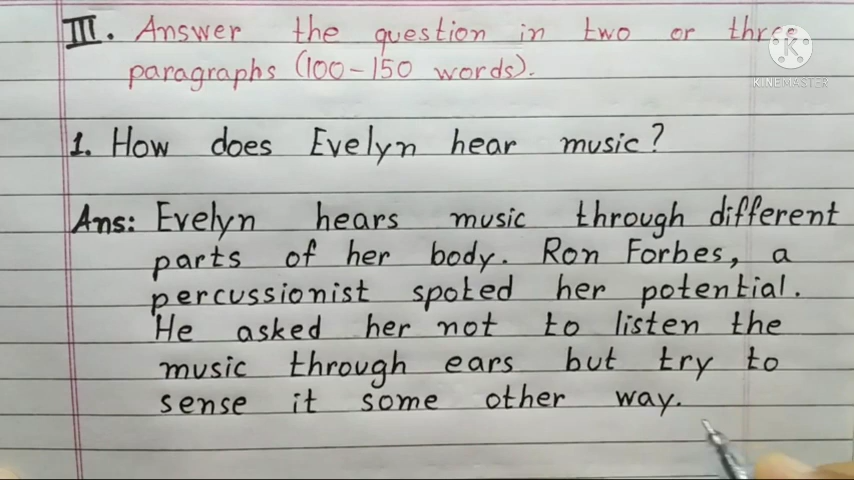 III. Answer the question in two or three
paragraphs (100-150 words).
KINEMASTER
1. How does Evelyn hear music?
Ans: Evelyn hears music through different
parts of her body. Ron Forbes, a
percussionist spoted her potential.
He asked her not to listen the
music through ears but try to
sense it some other way.